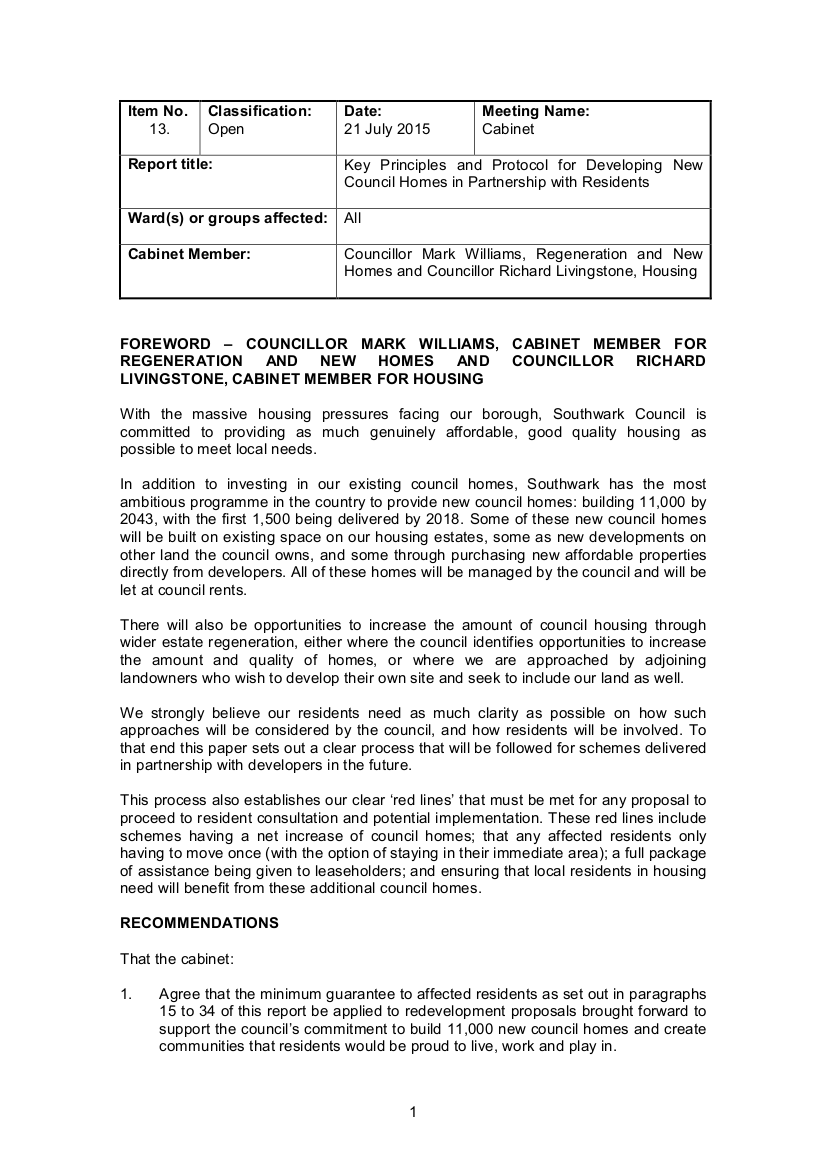 Item No.
13.
Classification:
Open
Date:
21 July 2015
Meeting Name:
Cabinet
Report title:
Key Principles and Protocol for Developing New
Council Homes in Partnership with Residents
Ward(s) or groups affected:
All
Cabinet Member:
Councillor Mark Williams, Regeneration and New
Homes and Councillor Richard Livingstone, Housing
FOREWORD – COUNCILLOR MARK WILLIAMS, CABINET MEMBER FOR
REGENERATION AND NEW HOMES AND COUNCILLOR RICHARD
LIVINGSTONE, CABINET MEMBER FOR HOUSING
With the massive housing pressures facing our borough, Southwark Council is
committed to providing as much genuinely affordable, good quality housing as
possible to meet local needs.
In addition to investing in our existing council homes, Southwark has the most
ambitious programme in the country to provide new council homes: building 11,000 by
2043, with the first 1,500 being delivered by 2018. Some of these new council homes
will be built on existing space on our housing estates, some as new developments on
other land the council owns, and some through purchasing new affordable properties
directly from developers. All of these homes will be managed by the council and will be
let at council rents.
There will also be opportunities to increase the amount of council housing through
wider estate regeneration, either where the council identifies opportunities to increase
the amount and quality of homes, or where we are approached by adjoining
landowners who wish to develop their own site and seek to include our land as well.
We strongly believe our residents need as much clarity as possible on how such
approaches will be considered by the council, and how residents will be involved. To
that end this paper sets out a clear process that will be followed for schemes delivered
in partnership with developers in the future.
This process also establishes our clear ‘red lines’ that must be met for any proposal to
proceed to resident consultation and potential implementation. These red lines include
schemes having a net increase of council homes; that any affected residents only
having to move once (with the option of staying in their immediate area); a full package
of assistance being given to leaseholders; and ensuring that local residents in housing
need will benefit from these additional council homes.
RECOMMENDATIONS
That the cabinet:
1. Agree that the minimum guarantee to affected residents as set out in paragraphs
15 to 34 of this report be applied to redevelopment proposals brought forward to
support the council’s commitment to build 11,000 new council homes and create
communities that residents would be proud to live, work and play in.
1